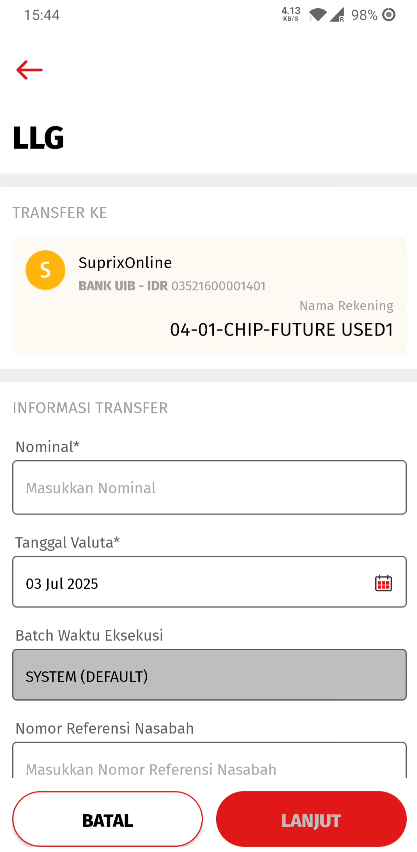 15:44
4.13
KB/S
R
98%
LLG
TRANSFER KE
S
SuprixOnline
BANK UIB - IDR 03521600001401
Nama Rekening
04-01-CHIP-FUTURE USED1
INFORMASI TRANSFER
Nominal*
Masukkan Nominal
Tanggal Valuta*
03 Jul 2025
Batch Waktu Eksekusi
SYSTEM (DEFAULT)
Nomor Referensi Nasabah
Masukkan Nomor Referensi Nasabah
BATAL
LANJUT